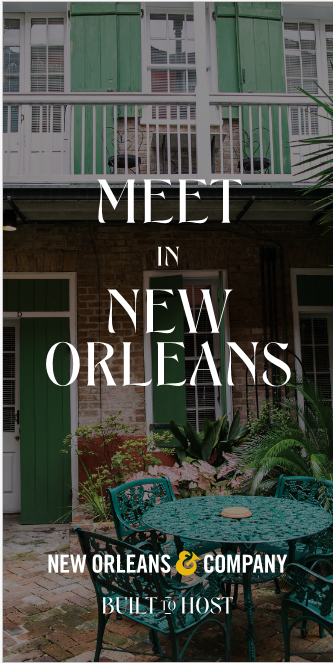 MEET
IN
NEW
ORLEANS
NEW ORLEANS & COMPANY
BUILT TO HOST